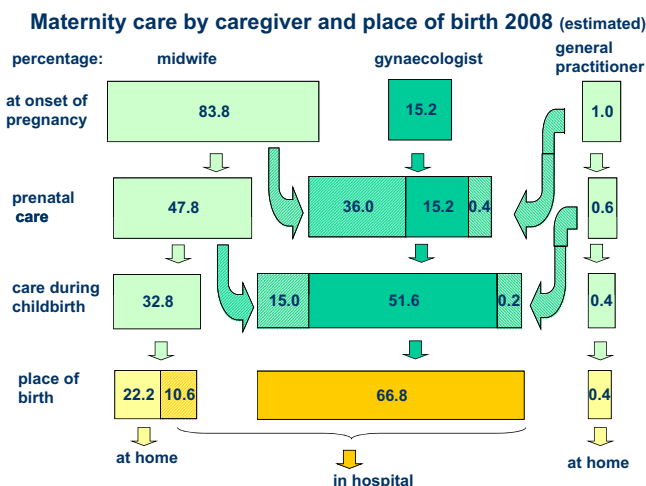 Maternity care by caregiver and place of birth 2008 (estimated)
percentage: midwife gynaecologist general
practitioner
at onset of
pregnancy
83.8 15.2 1.0
prenatal
care
47.8 36.0 15.2 0.4 0.6
care during
childbirth
32.8 15.0 51.6 0.2 0.4
place of
birth
22.2 10.6 66.8 0.4
at home in hospital at home